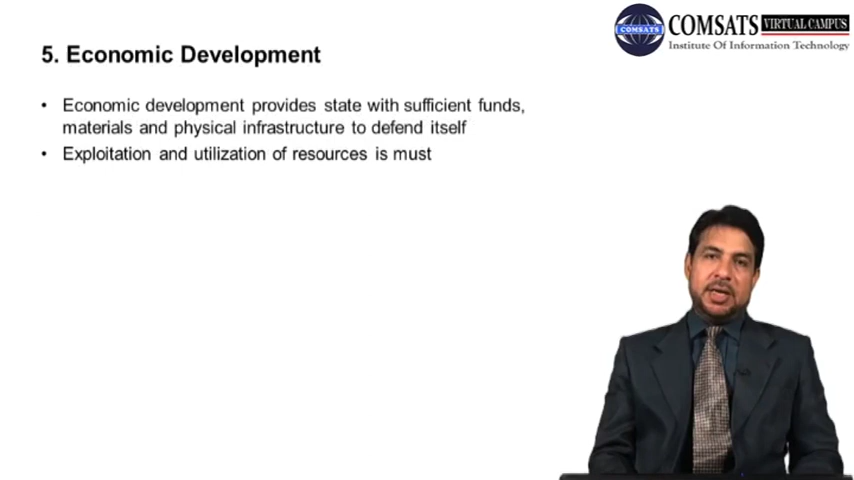 COMSATS
COMSATS VIRTUAL CAMPUS
Institute Of Information Technology
5. Economic Development
• Economic development provides state with sufficient funds,
materials and physical infrastructure to defend itself
• Exploitation and utilization of resources is must